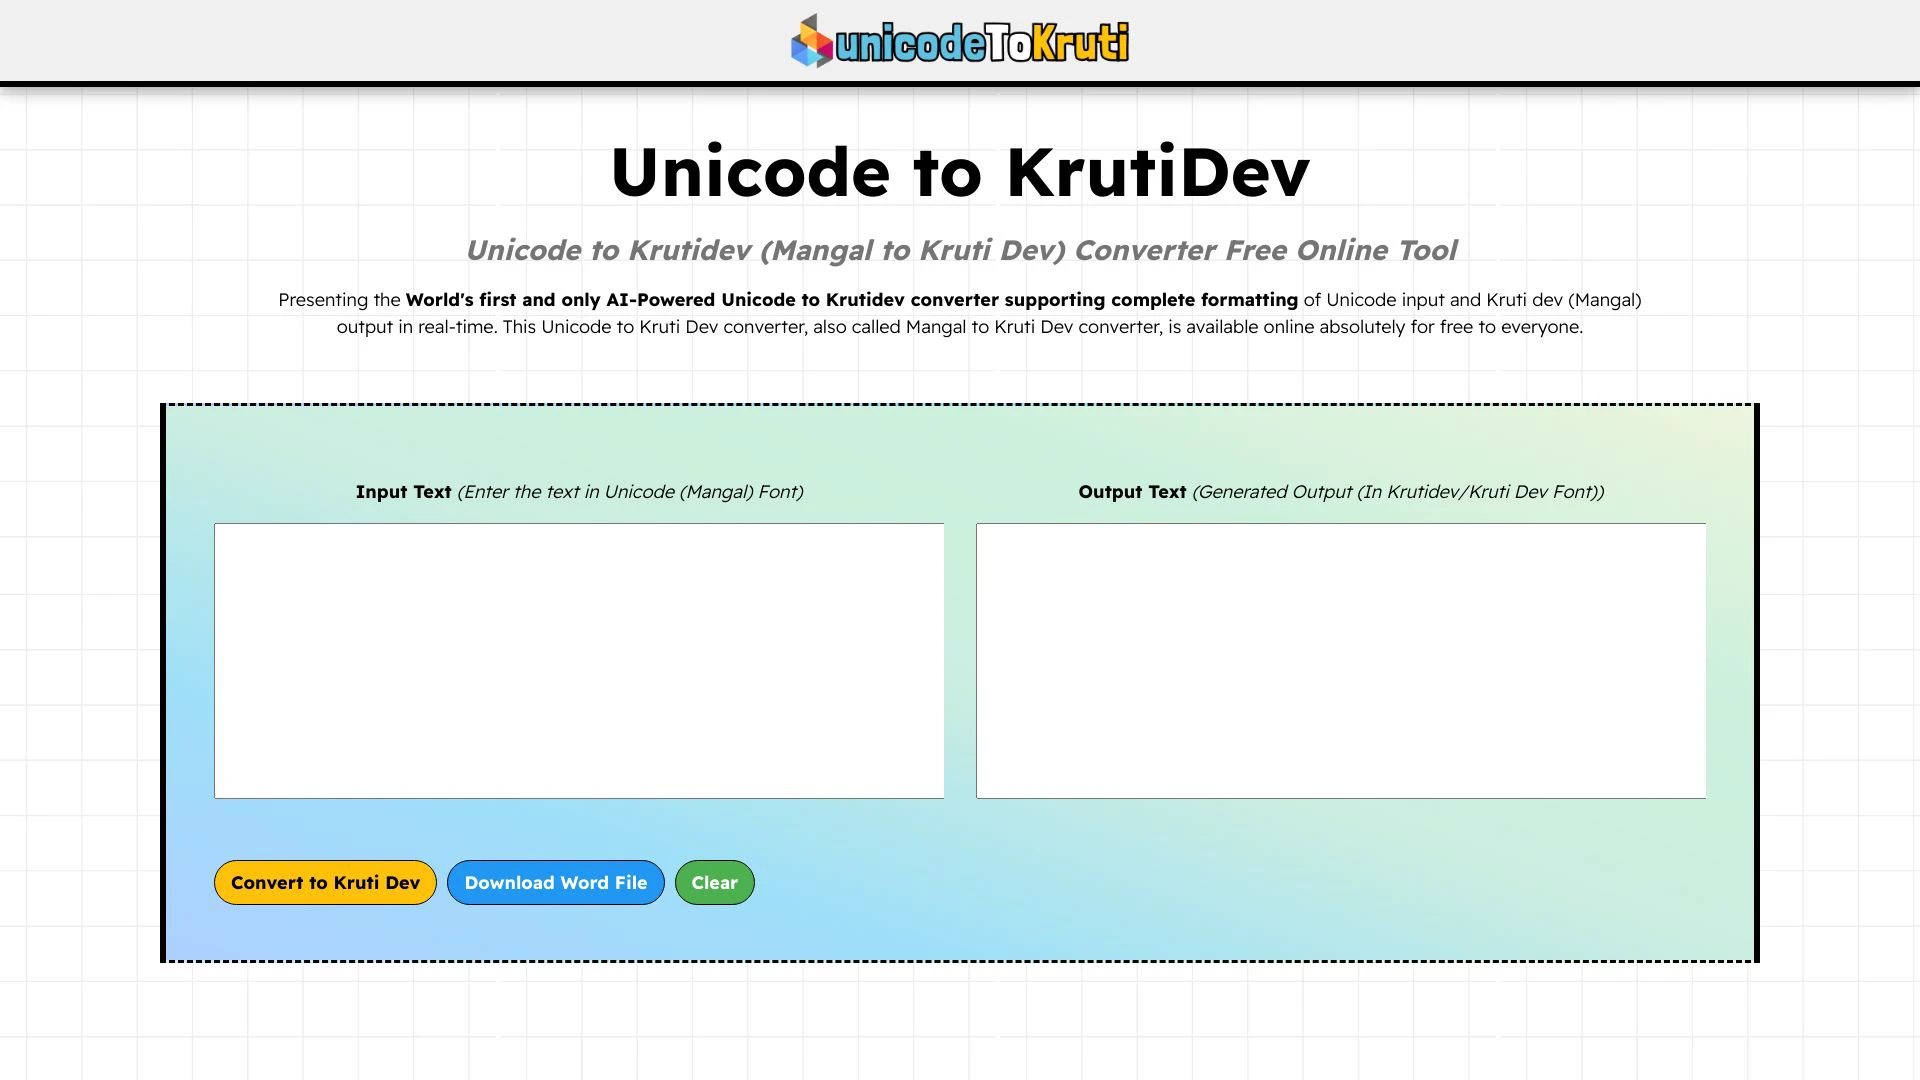 unicodeToKruti
Unicode to KrutiDev
Unicode to Krutidev (Mangal to Kruti Dev) Converter Free Online Tool
Presenting the World's first and only AI-Powered Unicode to Krutidev converter supporting complete formatting of Unicode input and Kruti dev (Mangal)
output in real-time. This Unicode to Kruti Dev converter, also called Mangal to Kruti Dev converter, is available online absolutely for free to everyone.
Input Text (Enter the text in Unicode (Mangal) Font)
Output Text (Generated Output (In Krutidev/Kruti Dev Font))
Convert to Kruti Dev
Download Word File
Clear